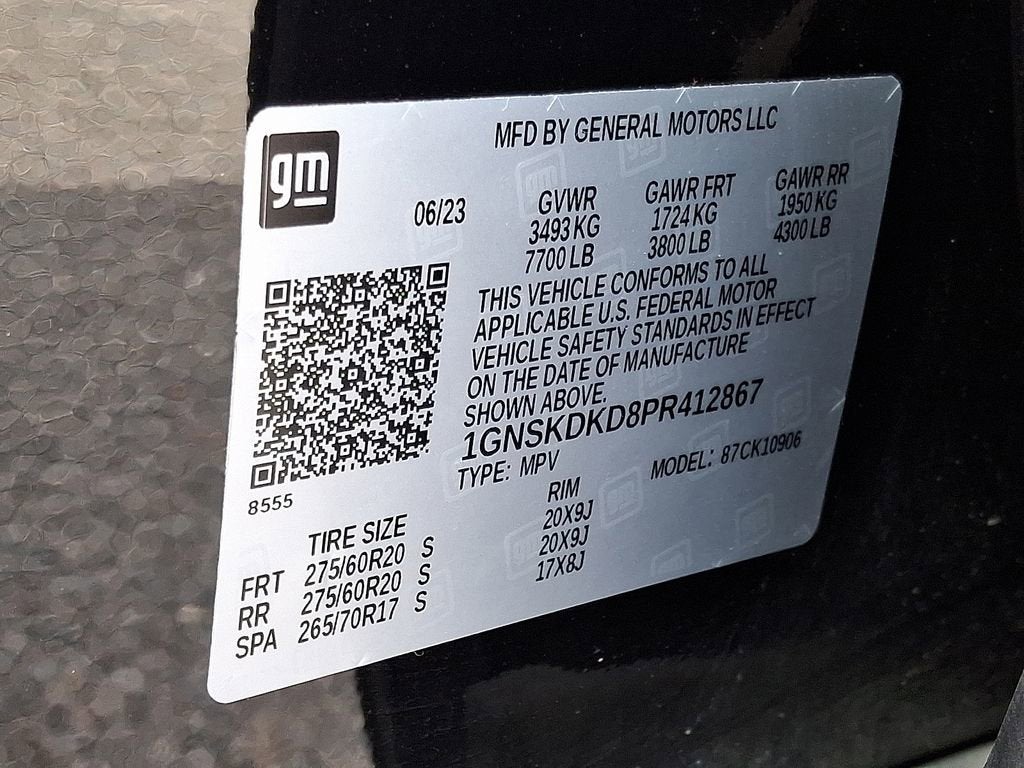 gm
MFD BY GENERAL MOTORS LLC
06/23 GVWR GAWR FRT GAWR RR
3493 KG 1724 KG 1950 KG
7700 LB 3800 LB 4300 LB
THIS VEHICLE CONFORMS TO ALL
APPLICABLE U.S. FEDERAL MOTOR
VEHICLE SAFETY STANDARDS IN EFFECT
ON THE DATE OF MANUFACTURE
SHOWN ABOVE.
1GNSKDKD8PR412867
TYPE: MPV MODEL: 87CK10906
8555
TIRE SIZE RIM
FRT 275/60R20 S 20X9J
RR 275/60R20 S 20X9J
SPA 265/70R17 S 17X8J